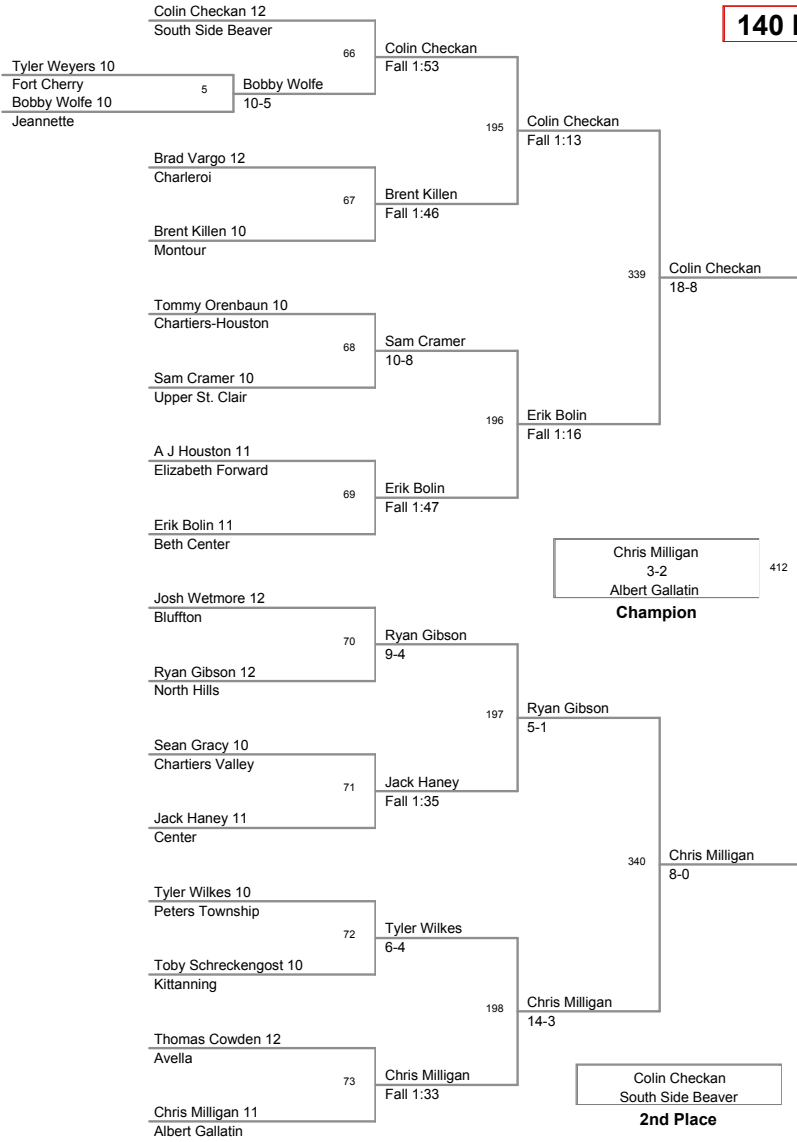 Colin Checkan 12
South Side Beaver
140
66
Colin Checkan
Fall 1:53
Tyler Weyers 10
Fort Cherry
5
Bobby Wolfe
10-5
Bobby Wolfe 10
Jeannette
195
Colin Checkan
Fall 1:13
Brad Vargo 12
Charleroi
67
Brent Killen
Fall 1:46
Brent Killen 10
Montour
339
Colin Checkan
18-8
Tommy Orenbaun 10
Chartiers-Houston
68
Sam Cramer
10-8
Sam Cramer 10
Upper St. Clair
196
Erik Bolin
Fall 1:16
A J Houston 11
Elizabeth Forward
69
Erik Bolin
Fall 1:47
Erik Bolin 11
Beth Center
Chris Milligan
3-2
Albert Gallatin
412
Champion
Josh Wetmore 12
Bluffton
70
Ryan Gibson
9-4
Ryan Gibson 12
North Hills
197
Ryan Gibson
5-1
Sean Gracy 10
Chartiers Valley
71
Jack Haney
Fall 1:35
Jack Haney 11
Center
340
Chris Milligan
8-0
Tyler Wilkes 10
Peters Township
72
Tyler Wilkes
6-4
Toby Schreckengost 10
Kittanning
198
Chris Milligan
14-3
Thomas Cowden 12
Avella
73
Chris Milligan
Fall 1:33
Chris Milligan 11
Albert Gallatin
Colin Checkan
South Side Beaver
2nd Place